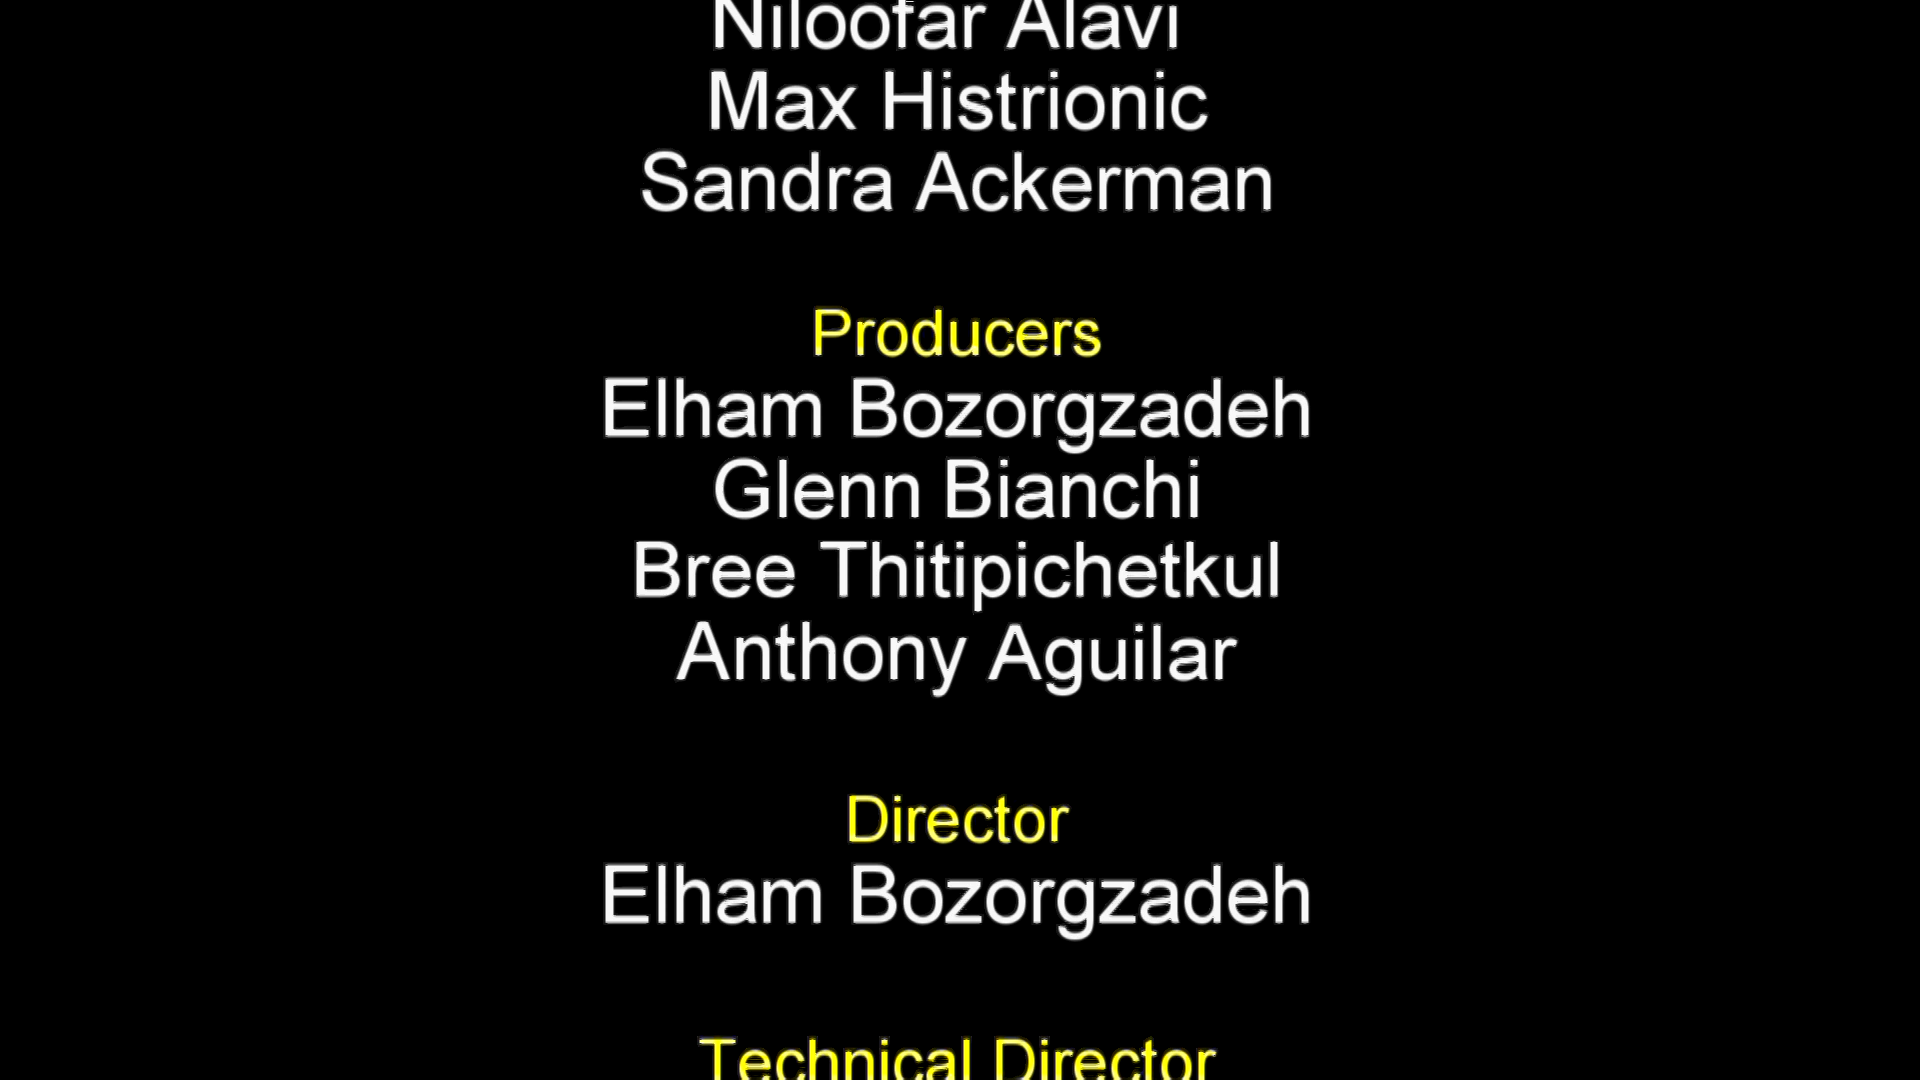 Niloofar Alavi
Max Histrionic
Sandra Ackerman
Producers
Elham Bozorgzadeh
Glenn Bianchi
Bree Thitipichetkul
Anthony Aguilar
Director
Elham Bozorgzadeh
Technical Director